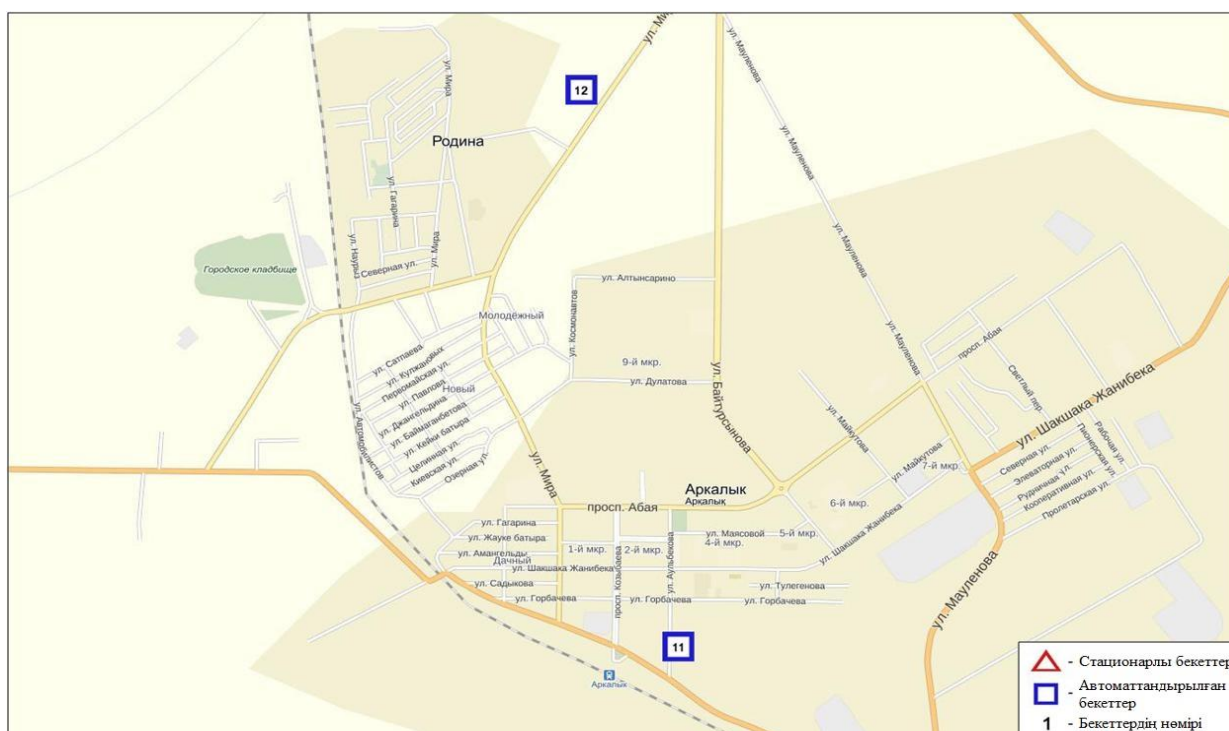 ул. Мира
ул. Мауленова
ул. Мира
12
Родина
ул. Мауленова
ул. Гагарина
ул. Наурыз
ул. Мира
Северная ул.
Городское кладбище
ул. Мауленова
ул. Алтынсарино
Молодёжный
ул. Космонавтов
ул. Мауленова
просп. Абая
ул. Сатпаева
ул. Кулжановых
Первомайская ул.
9-й мкр.
ул. Павлова
Новый
ул. Дулатова
ул. Байтурсынова
Светлый пер.
ул. Шакшака Жанибека
ул. Джангельдина
ул. Баймаганбетова
ул. Автомобилистов
ул. Кейки батыра
ул. Майкутова
Рабочая ул.
Пионерская ул.
Целинная ул.
Киевская ул.
Озерная ул.
ул. Мира
ул. Майкутова
7-й мкр.
Северная ул.
Элеваторная ул.
Рудничная ул.
Кооперативная ул.
Пролетарская ул.
Аркалык
Аркалык
просп. Абая
6-й мкр.
ул. Гагарина
ул. Жауке батыра
ул. Маясовой
5-й мкр.
4-й мкр.
ул. Амангельды
1-й мкр.
2-й мкр.
Дачный
ул. Шакшака Жанибека
ул. Шакшака Жанибека
просп. Козыбаева
ул. Аульбекова
ул. Садыкова
ул. Тулегенова
ул. Горбачева
ул. Горбачева
ул. Горбачева
ул. Мауленова
11
Аркалык
- Стационарлы бекеттер
- Автоматтандырылған
бекеттер
1 - Бекеттердің нөмірі